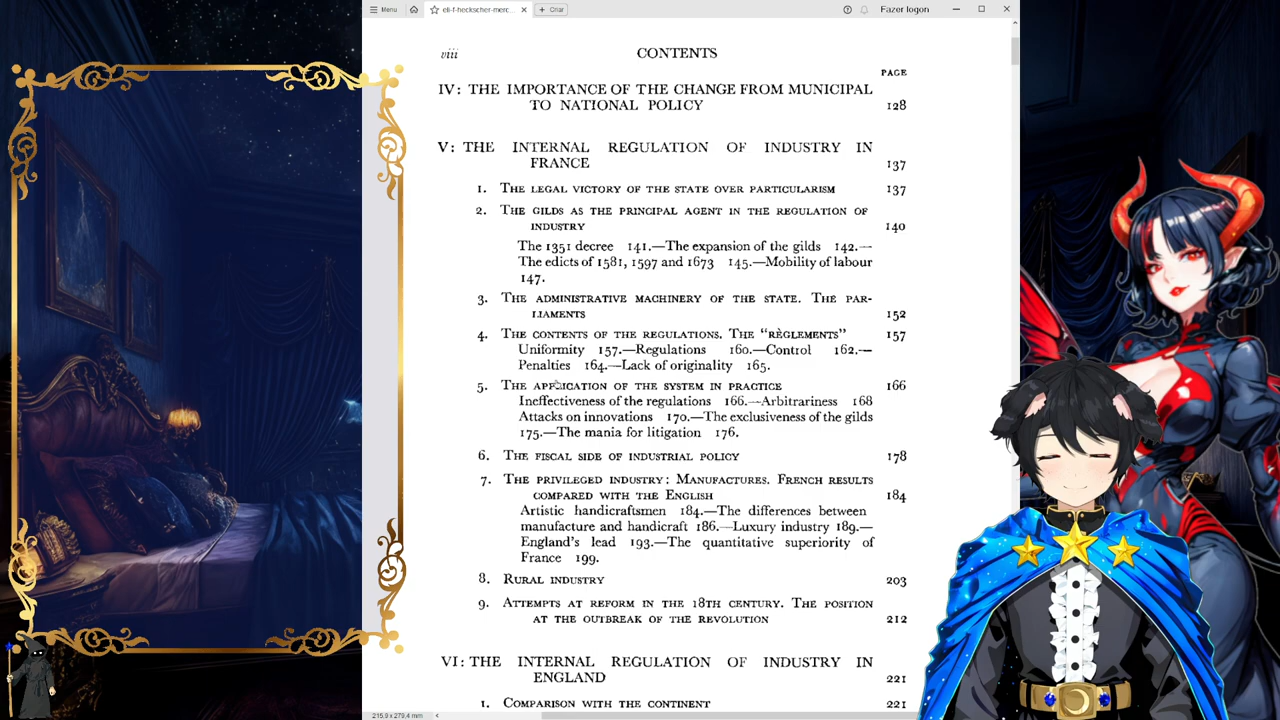 Menu
eli-f-heckscher-merc...
Criar
Fazer logon
viii CONTENTS
PAGE
IV: THE IMPORTANCE OF THE CHANGE FROM MUNICIPAL
TO NATIONAL POLICY 128
V: THE INTERNAL REGULATION OF INDUSTRY IN
FRANCE 137
1. THE LEGAL VICTORY OF THE STATE OVER PARTICULARISM 137
2. THE GILDS AS THE PRINCIPAL AGENT IN THE REGULATION OF
INDUSTRY 140
The 1351 decree 141.—The expansion of the gilds 142.—
The edicts of 1581, 1597 and 1673 145.—Mobility of labour
147.
3. THE ADMINISTRATIVE MACHINERY OF THE STATE. THE PAR-
LIAMENTS 152
4. THE CONTENTS OF THE REGULATIONS. THE "RÈGLEMENTS" 157
Uniformity 157.—Regulations 160.—Control 162.—
Penalties 164.—Lack of originality 165.
5. THE APPLICATION OF THE SYSTEM IN PRACTICE 166
Ineffectiveness of the regulations 166.—Arbitrariness 168
Attacks on innovations 170.—The exclusiveness of the gilds
175.—The mania for litigation 176.
6. THE FISCAL SIDE OF INDUSTRIAL POLICY 178
7. THE PRIVILEGED INDUSTRY: MANUFACTURES. FRENCH RESULTS
COMPARED WITH THE ENGLISH 184
Artistic handicraftsmen 184.—The differences between
manufacture and handicraft 186.—Luxury industry 189.—
England's lead 193.—The quantitative superiority of
France 199.
8. RURAL INDUSTRY 203
9. ATTEMPTS AT REFORM IN THE 18TH CENTURY. THE POSITION
AT THE OUTBREAK OF THE REVOLUTION 212
VI: THE INTERNAL REGULATION OF INDUSTRY IN
ENGLAND 221
1. COMPARISON WITH THE CONTINENT 221
215,9 x 279,4 mm